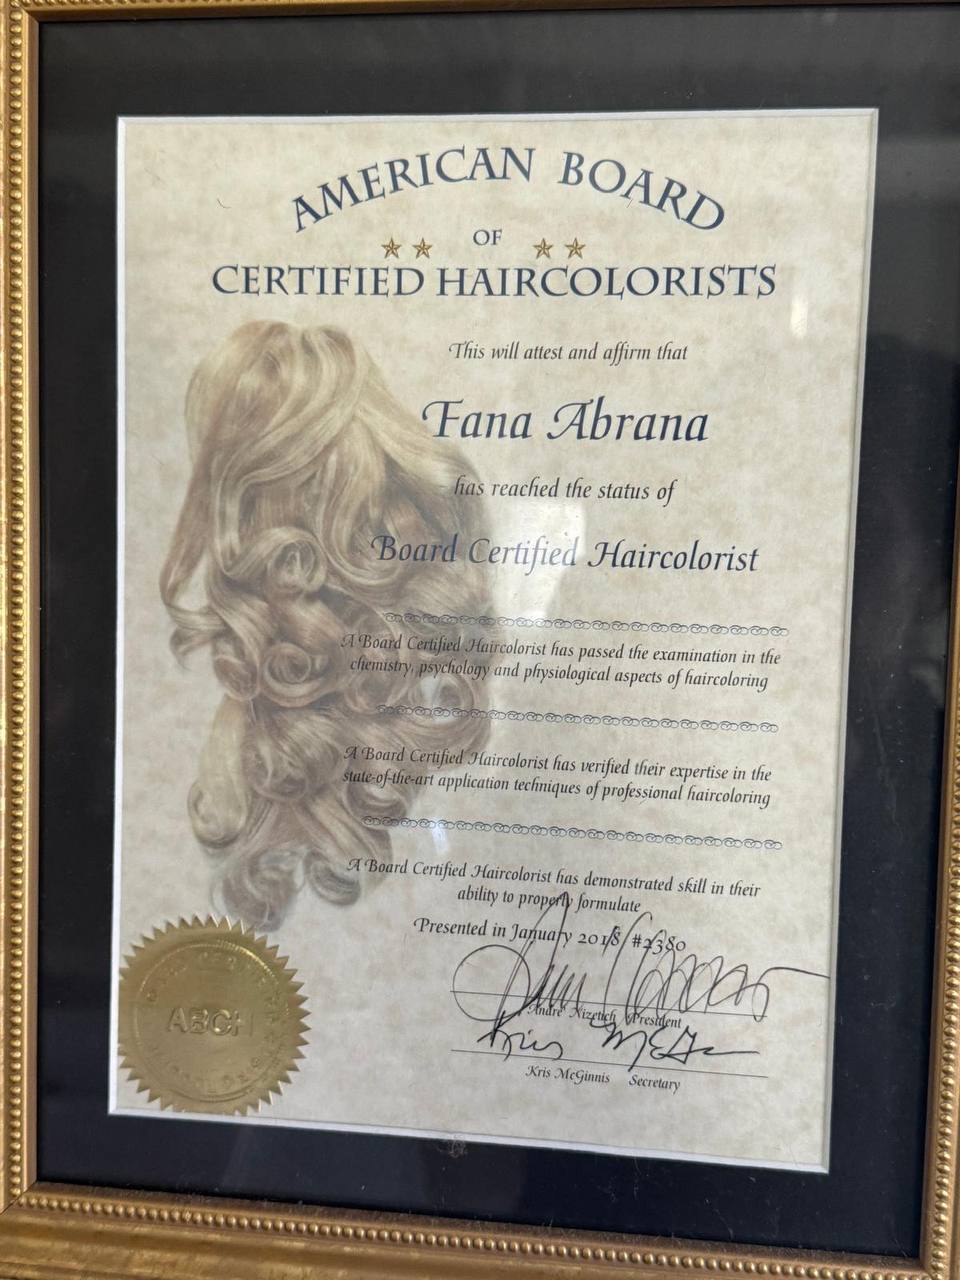 AMERICAN BOARD
OF
CERTIFIED HAIRCOLORISTS
This will attest and affirm that
Fana Abrana
has reached the status of
Board Certified Haircolorist
A Board Certified Haircolorist has passed the examination in the
chemistry, psychology and physiological aspects of haircoloring
A Board Certified Haircolorist has verified their expertise in the
state-of-the-art application techniques of professional haircoloring
A Board Certified Haircolorist has demonstrated skill in their
ability to properly formulate
Presented in January 2018 #2380
Andre Nizetich President
Kris McGinnis
Kris McGinnis Secretary
ABCH